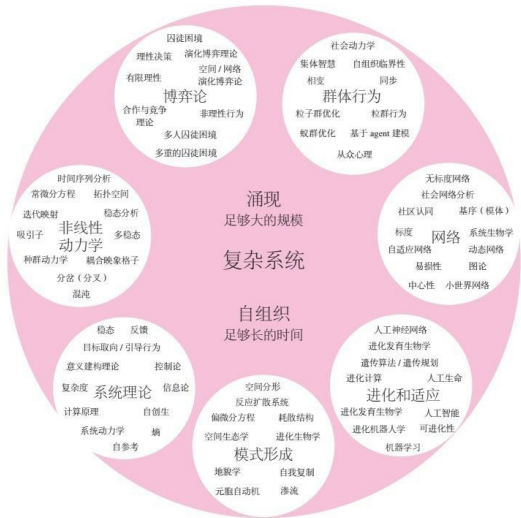 囚徒困境
理性决策 演化博弈理论
有限理性 空间 / 网络
演化博弈理论
博弈论
合作与竞争
理论
非理性行为
多人囚徒困境
多重的囚徒困境
社会动力学
集体智慧 自组织临界性
相变 同步
群体行为
粒子群优化 粒群行为
蚁群优化 基于 agent 建模
从众心理
时间序列分析
常微分方程 拓扑空间
迭代映射 稳态分析
非线性
动力学
吸引子 多稳态
种群动力学 耦合映象格子
分岔（分叉）
混沌
涌现
足够大的规模
复杂系统
自组织
足够长的时间
无标度网络
社会网络分析
社区认同 基序（模体）
标度 网络 系统生物学
自适应网络 动态网络
易损性 图论
中心性 小世界网络
稳态 反馈
目标取向 / 引导行为
意义建构理论 控制论
复杂度 系统理论 信息论
计算原理 自创生
系统动力学 熵
自参考
空间分形
反应扩散系统
偏微分方程 耗散结构
空间生态学 进化生物学
模式形成
地貌学 自我复制
元胞自动机 渗流
人工神经网络
进化发育生物学
遗传算法 / 遗传规划
进化计算 人工生命
进化和适应
进化发育生物学 人工智能
进化机器人学 可进化性
机器学习